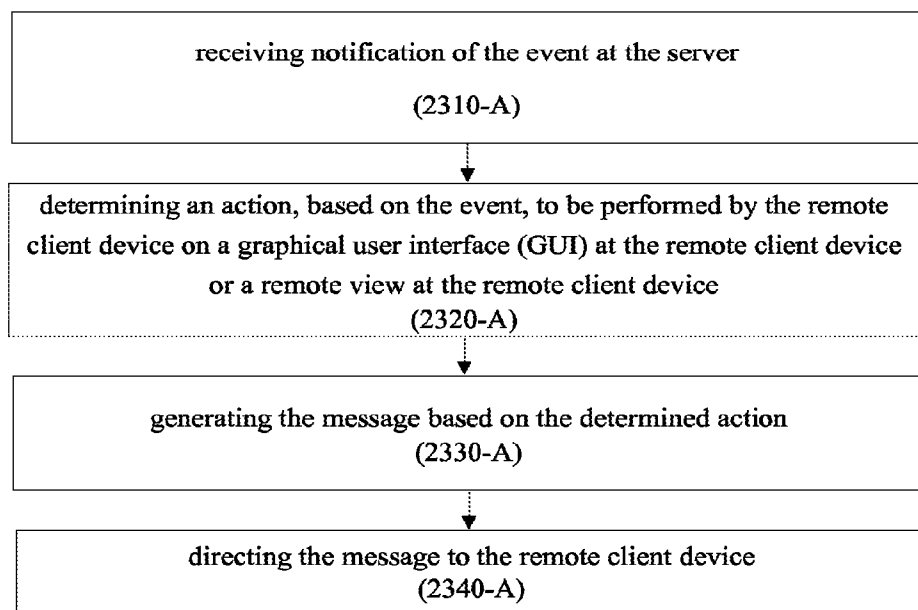 receiving notification of the event at the server
(2310-A)
determining an action, based on the event, to be performed by the remote
client device on a graphical user interface (GUI) at the remote client device
or a remote view at the remote client device
(2320-A)
generating the message based on the determined action
(2330-A)
directing the message to the remote client device
(2340-A)